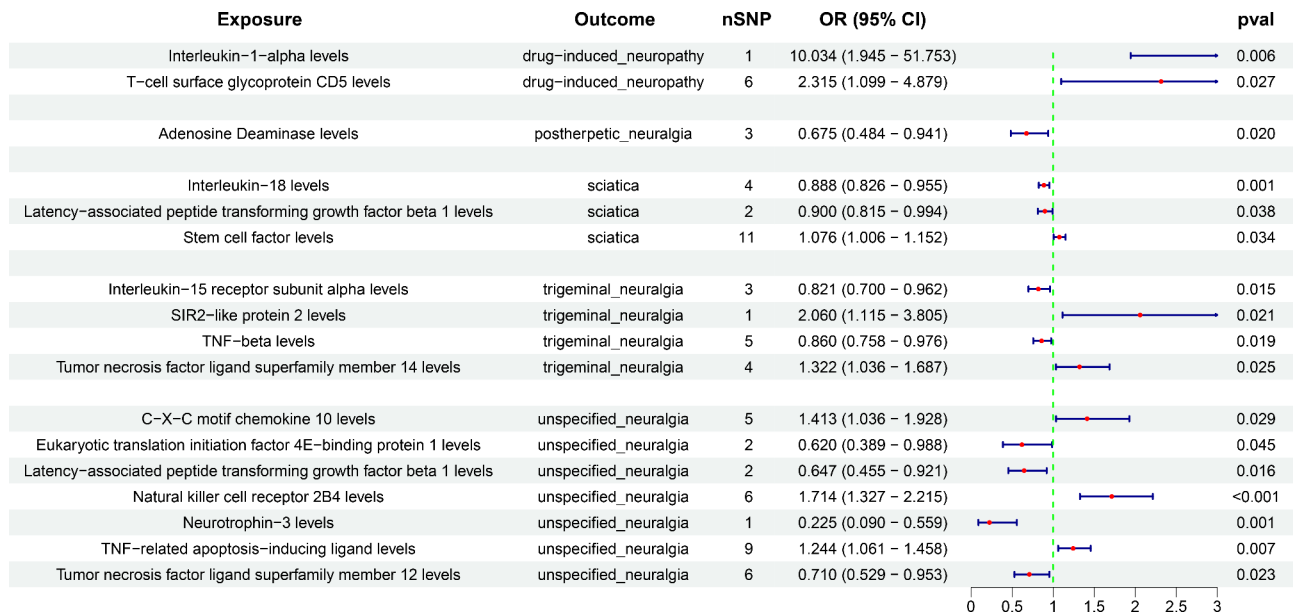 Exposure Outcome nSNP OR (95% CI) pval
Interleukin−1−alpha levels drug−induced_neuropathy 1 10.034 (1.945 − 51.753) 0.006
T−cell surface glycoprotein CD5 levels drug−induced_neuropathy 6 2.315 (1.099 − 4.879) 0.027
Adenosine Deaminase levels postherpetic_neuralgia 3 0.675 (0.484 − 0.941) 0.020
Interleukin−18 levels sciatica 4 0.888 (0.826 − 0.955) 0.001
Latency−associated peptide transforming growth factor beta 1 levels sciatica 2 0.900 (0.815 − 0.994) 0.038
Stem cell factor levels sciatica 11 1.076 (1.006 − 1.152) 0.034
Interleukin−15 receptor subunit alpha levels trigeminal_neuralgia 3 0.821 (0.700 − 0.962) 0.015
SIR2−like protein 2 levels trigeminal_neuralgia 1 2.060 (1.115 − 3.805) 0.021
TNF−beta levels trigeminal_neuralgia 5 0.860 (0.758 − 0.976) 0.019
Tumor necrosis factor ligand superfamily member 14 levels trigeminal_neuralgia 4 1.322 (1.036 − 1.687) 0.025
C−X−C motif chemokine 10 levels unspecified_neuralgia 5 1.413 (1.036 − 1.928) 0.029
Eukaryotic translation initiation factor 4E−binding protein 1 levels unspecified_neuralgia 2 0.620 (0.389 − 0.988) 0.045
Latency−associated peptide transforming growth factor beta 1 levels unspecified_neuralgia 2 0.647 (0.455 − 0.921) 0.016
Natural killer cell receptor 2B4 levels unspecified_neuralgia 6 1.714 (1.327 − 2.215) <0.001
Neurotrophin−3 levels unspecified_neuralgia 1 0.225 (0.090 − 0.559) 0.001
TNF−related apoptosis−inducing ligand levels unspecified_neuralgia 9 1.244 (1.061 − 1.458) 0.007
Tumor necrosis factor ligand superfamily member 12 levels unspecified_neuralgia 6 0.710 (0.529 − 0.953) 0.023
0 0.5 1 1.5 2 2.5 3